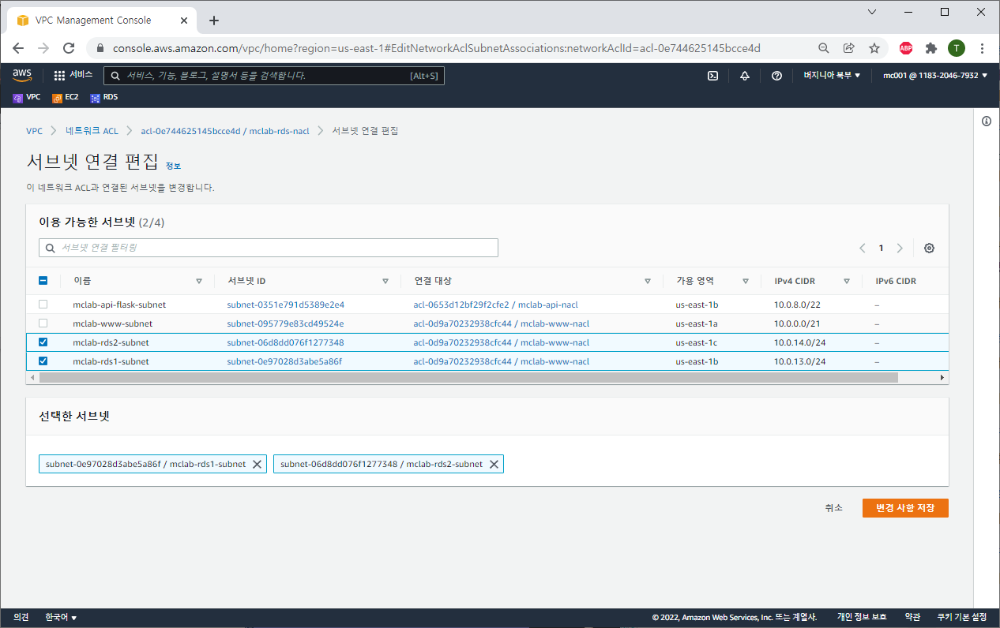 VPC Management Console
console.aws.amazon.com/vpc/home?region=us-east-1#EditNetworkAclSubnetAssociations:networkAclId=acl-0e744625145bcce4d
ABP
T
aws
서비스
서비스, 기능, 블로그, 설명서 등을 검색합니다.
[Alt+S]
버지니아 북부
mc001 @ 1183-2046-7932
VPC
EC2
RDS
VPC
네트워크 ACL
acl-0e744625145bcce4d / mclab-rds-nacl
서브넷 연결 편집
서브넷 연결 편집 정보
이 네트워크 ACL과 연결된 서브넷을 변경합니다.
이용 가능한 서브넷 (2/4)
서브넷 연결 필터링
1
이름 서브넷 ID 연결 대상 가용 영역 IPv4 CIDR IPv6 CIDR
mclab-api-flask-subnet subnet-0351e791d5389e2e4 acl-0653d12bf29f2cfe2 / mclab-api-nacl us-east-1b 10.0.8.0/22 –
mclab-www-subnet subnet-095779e83cd49524e acl-0d9a70232938cfc44 / mclab-www-nacl us-east-1a 10.0.0.0/21 –
mclab-rds2-subnet subnet-06d8dd076f1277348 acl-0d9a70232938cfc44 / mclab-www-nacl us-east-1c 10.0.14.0/24 –
mclab-rds1-subnet subnet-0e97028d3abe5a86f acl-0d9a70232938cfc44 / mclab-www-nacl us-east-1b 10.0.13.0/24 –
선택한 서브넷
subnet-0e97028d3abe5a86f / mclab-rds1-subnet
subnet-06d8dd076f1277348 / mclab-rds2-subnet
취소
변경 사항 저장
의견
한국어
© 2022, Amazon Web Services, Inc. 또는 계열사.
개인 정보 보호
약관
쿠키 기본 설정